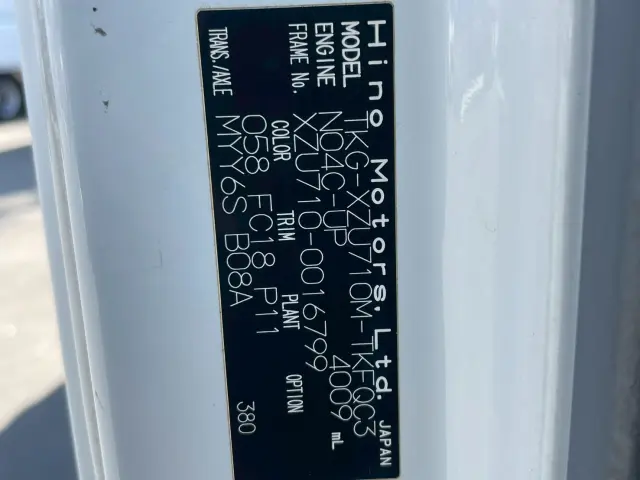 Hino Motors, Ltd. JAPAN
MODEL TKG-XZU710M-TKFQC3
ENGINE N04C-UP 4009 mL
FRAME No. XZU710-0016799
COLOR TRIM PLANT OPTION
058 FC18 P11
TRANS./AXLE MYY6S B08A 380